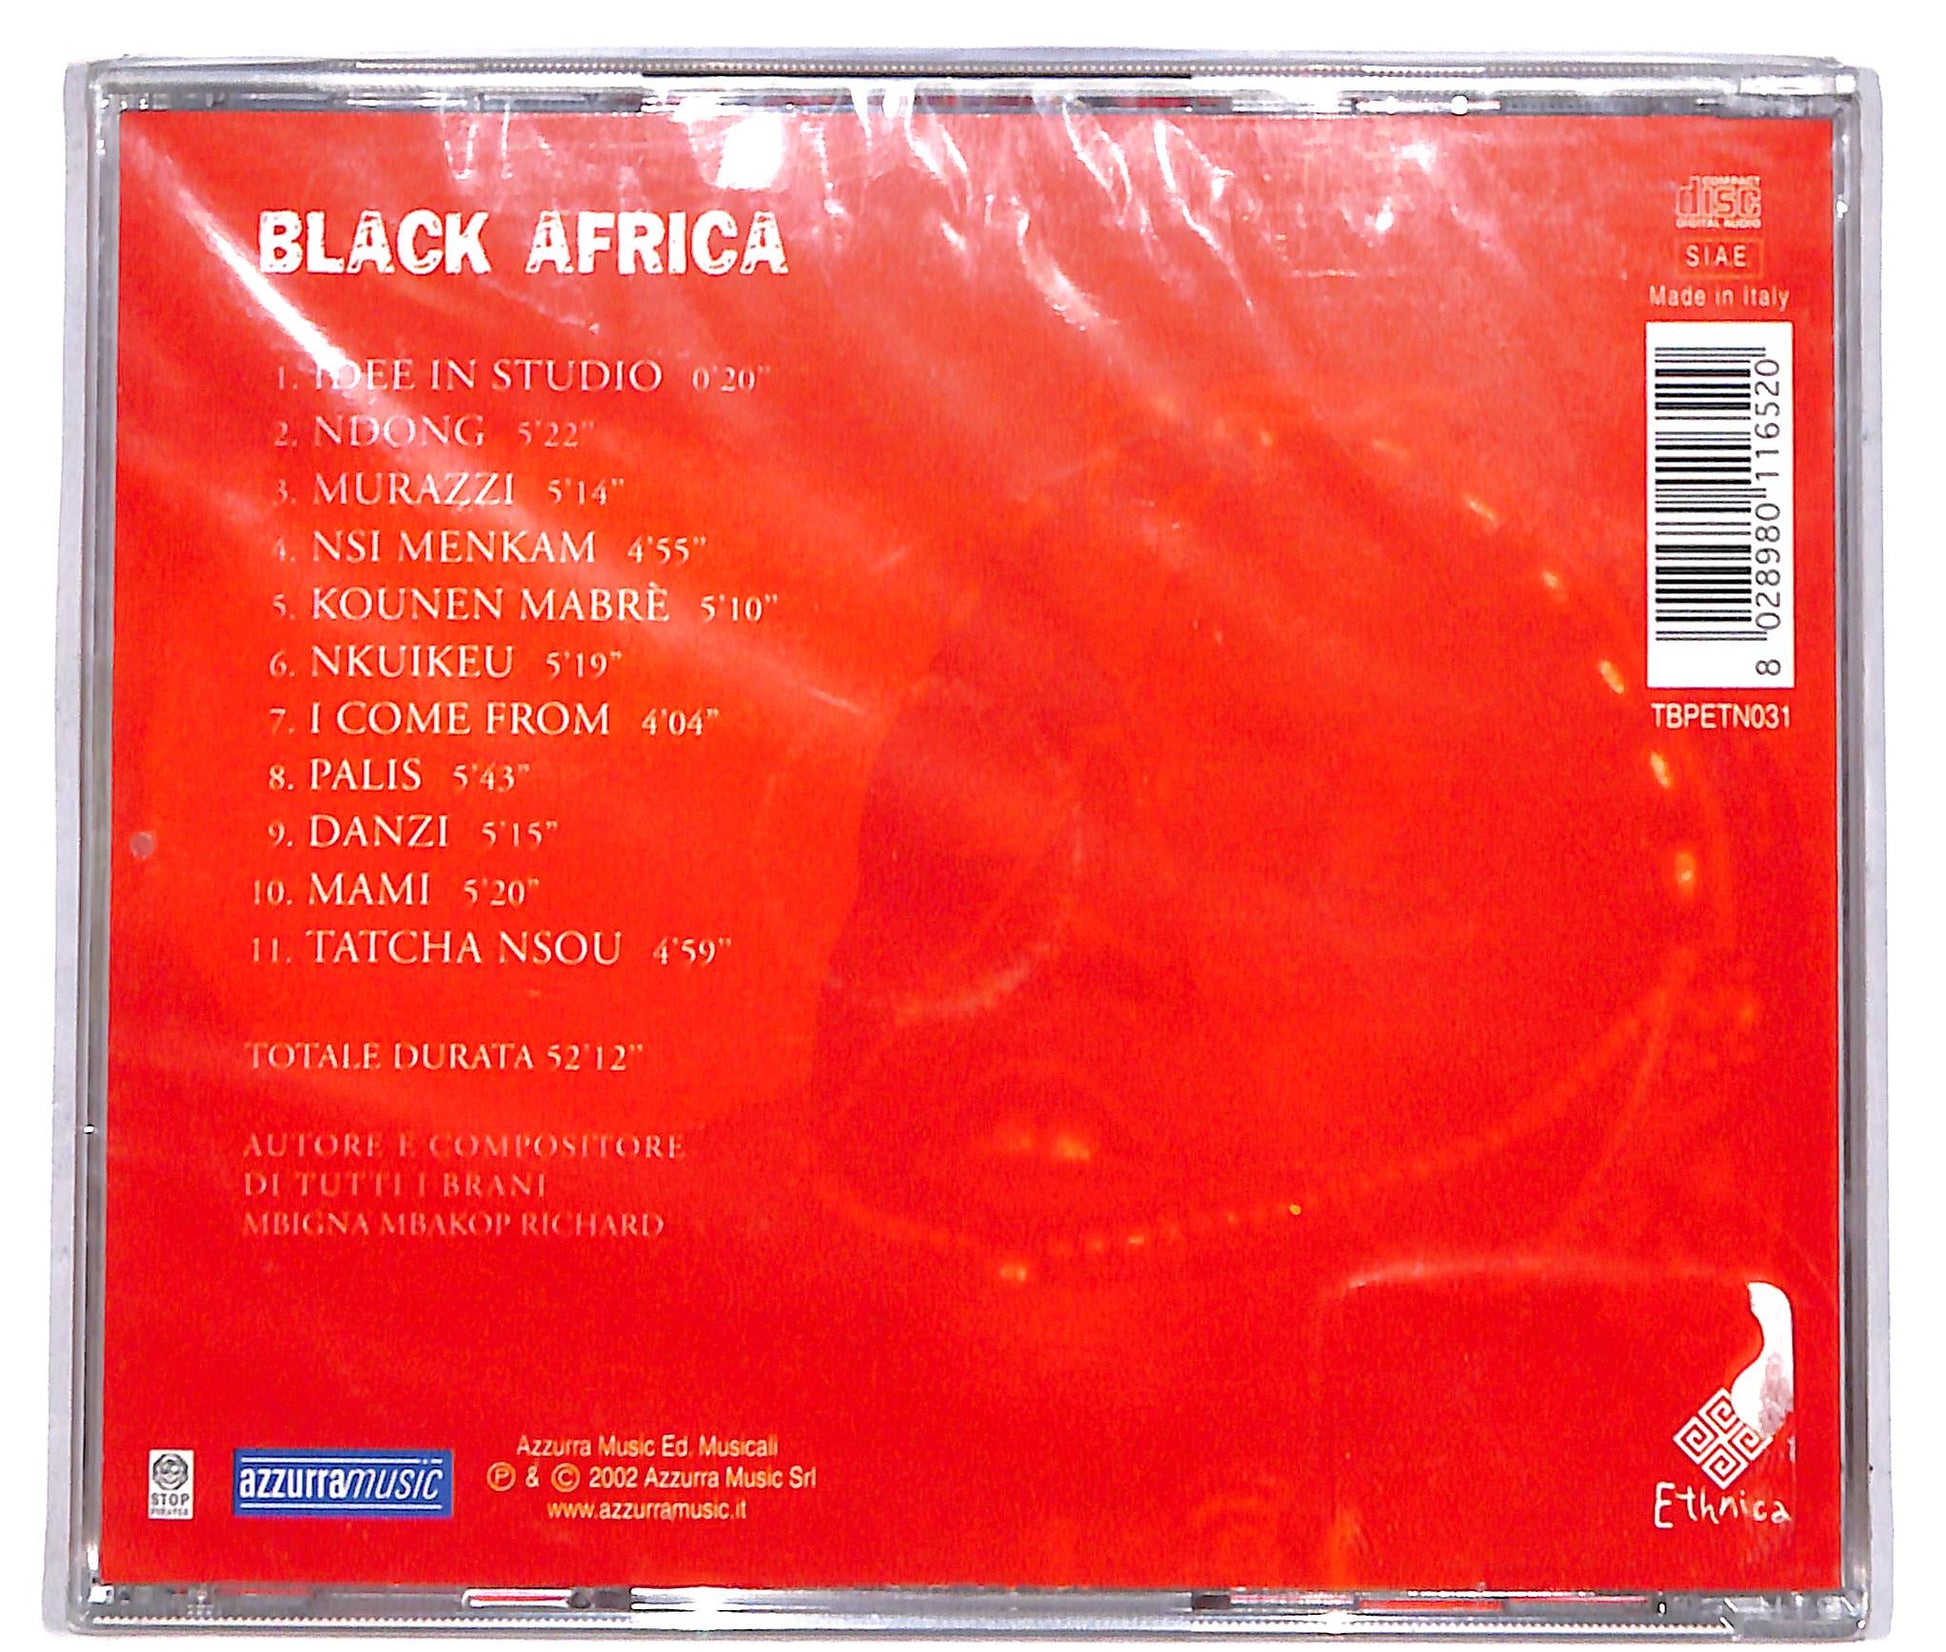 BLACK AFRICA
1. IDEE IN STUDIO 0'20"
2. NDONG 5'22"
3. MURAZZI 5'14"
4. NSI MENKAM 4'55"
5. KOUNEN MABRÈ 5'10"
6. NKUIKEU 5'19"
7. I COME FROM 4'04"
8. PALIS 5'43"
9. DANZI 5'15"
10. MAMI 5'20"
11. TATCHA NSOU 4'59"
TOTALE DURATA 52'12"
AUTORE E COMPOSITORE
DI TUTTI I BRANI
MBIGNA MBAKOP RICHARD
COMPACT
disc
DIGITAL AUDIO
SIAE
Made in Italy
8 028980 116520
TBPETN031
STOP
azzurramusic
Azzurra Music Ed. Musicali
℗ & © 2002 Azzurra Music Srl
www.azzurramusic.it
Ethnica